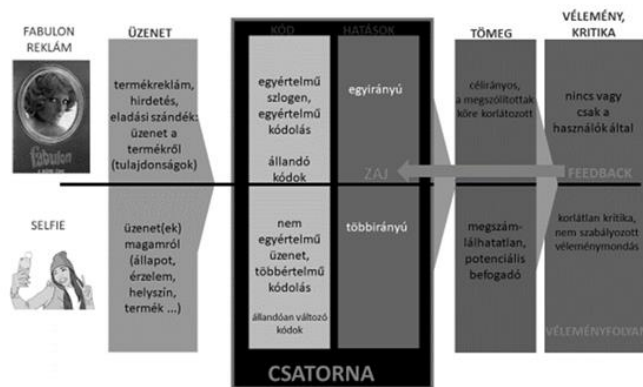 FABULON
REKLÁM
ÜZENET
KÓD
HATÁSOK
TÖMEG
VÉLEMÉNY,
KRITIKA
fabulon
termékreklám,
hirdetés,
eladási szándék:
üzenet a
termékről
(tulajdonságok)
egyértelmű
szlogen,
egyértelmű
kódolás
állandó
kódok
egyirányú
ZAJ
célirányos,
a megszólítottak
köre korlátozott
nincs vagy
csak a
használók által
FEEDBACK
SELFIE
üzenet(ek)
magamról
(állapot,
érzelem,
helyszín,
termék ...)
nem
egyértelmű
üzenet,
többértelmű
kódolás
állandóan változó
kódok
többirányú
megszám-
lálhatatlan,
potenciális
befogadó
korlátlan kritika,
nem szabályozott
véleménymondás
VÉLEMÉNYFOLYAM
CSATORNA